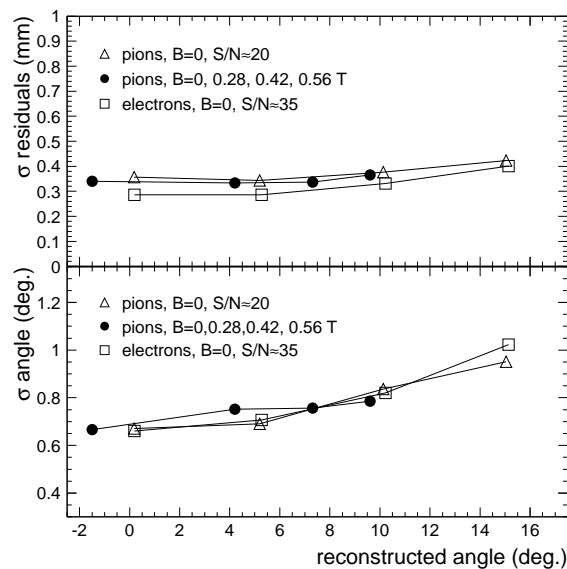 σ residuals (mm)
1
0.9
0.8
0.7
0.6
0.5
0.4
0.3
0.2
0.1
0
pions, B=0, S/N≈20
pions, B=0, 0.28, 0.42, 0.56 T
electrons, B=0, S/N≈35
σ angle (deg.)
1.2
1
0.8
0.6
0.4
pions, B=0, S/N≈20
pions, B=0,0.28,0.42, 0.56 T
electrons, B=0, S/N≈35
-2 0 2 4 6 8 10 12 14 16
reconstructed angle (deg.)